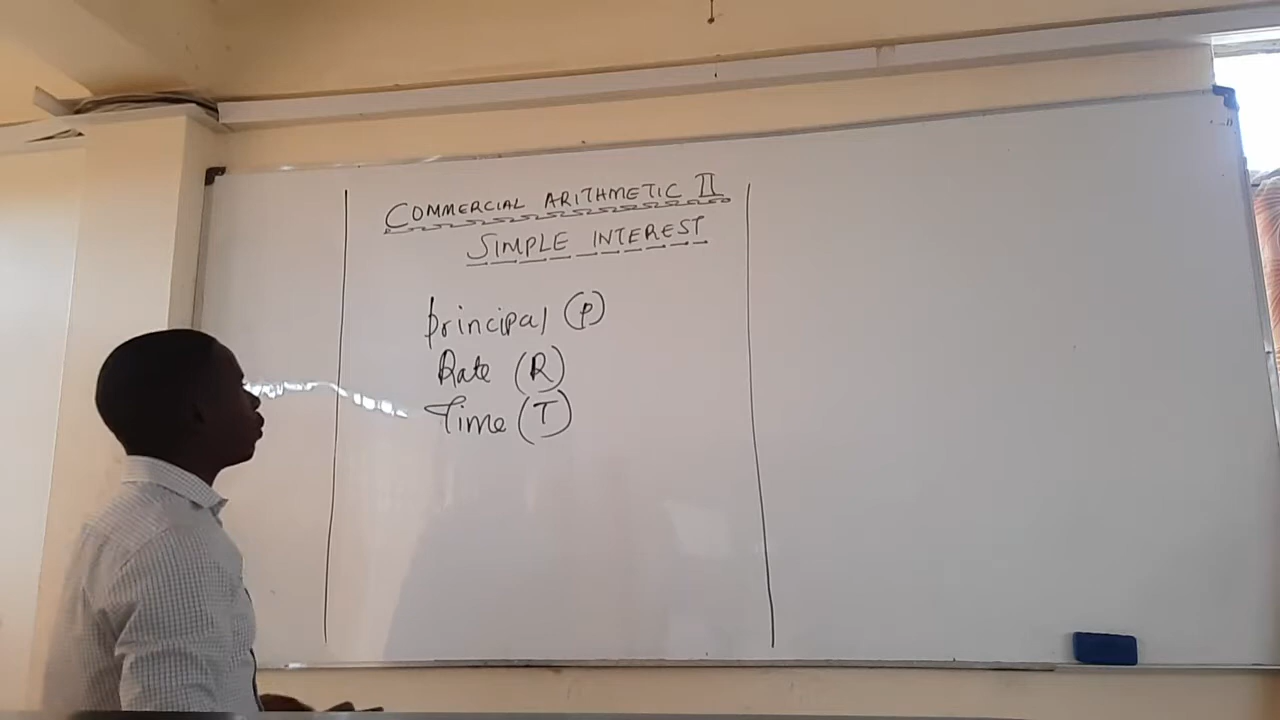 COMMERCIAL ARITHMETIC II
SIMPLE INTEREST
Principal (P)
Rate (R)
Time (T)